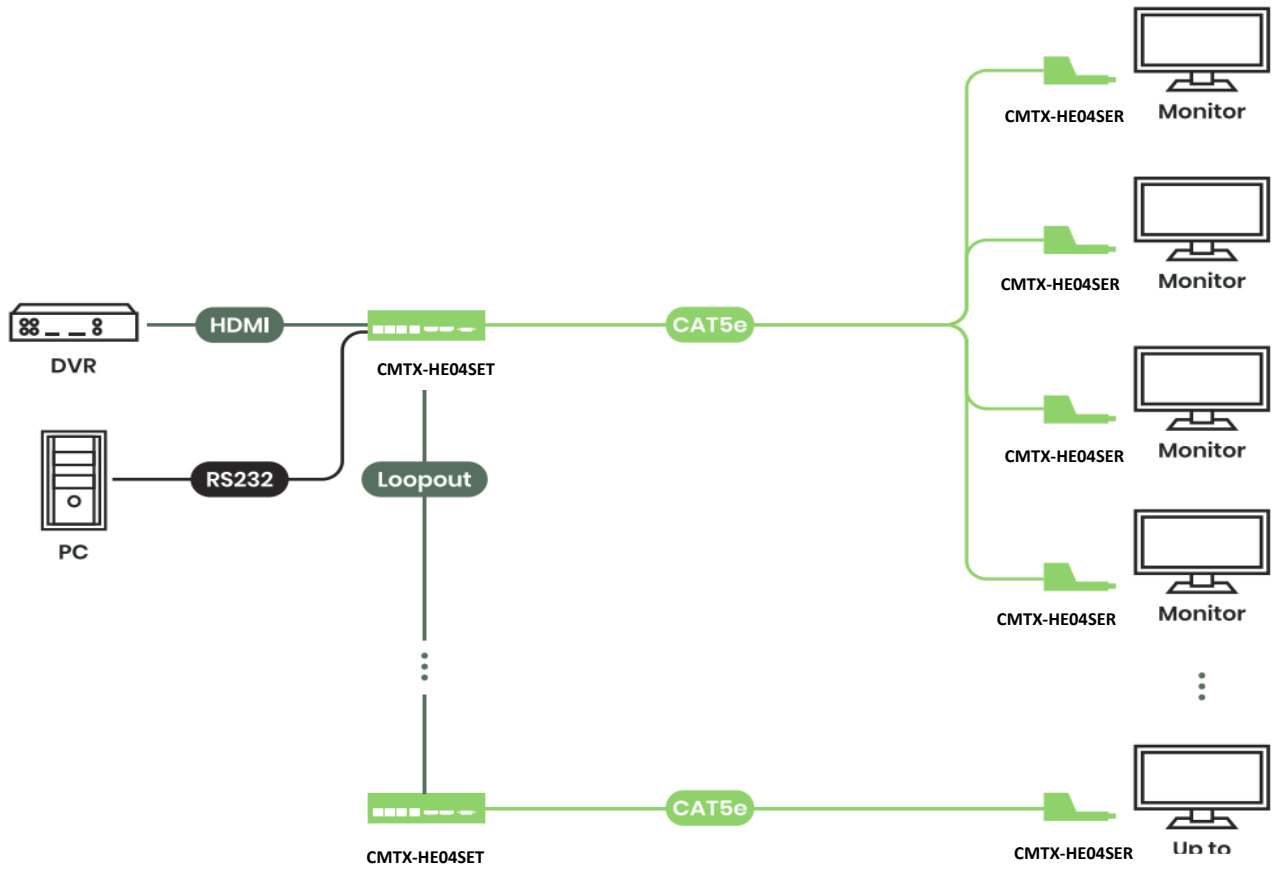 CMTX-HE04SER
Monitor
CMTX-HE04SER
Monitor
DVR
HDMI
CMTX-HE04SET
CAT5e
CMTX-HE04SER
Monitor
PC
RS232
Loopout
CMTX-HE04SER
Monitor
CMTX-HE04SET
CAT5e
CMTX-HE04SER
Up to